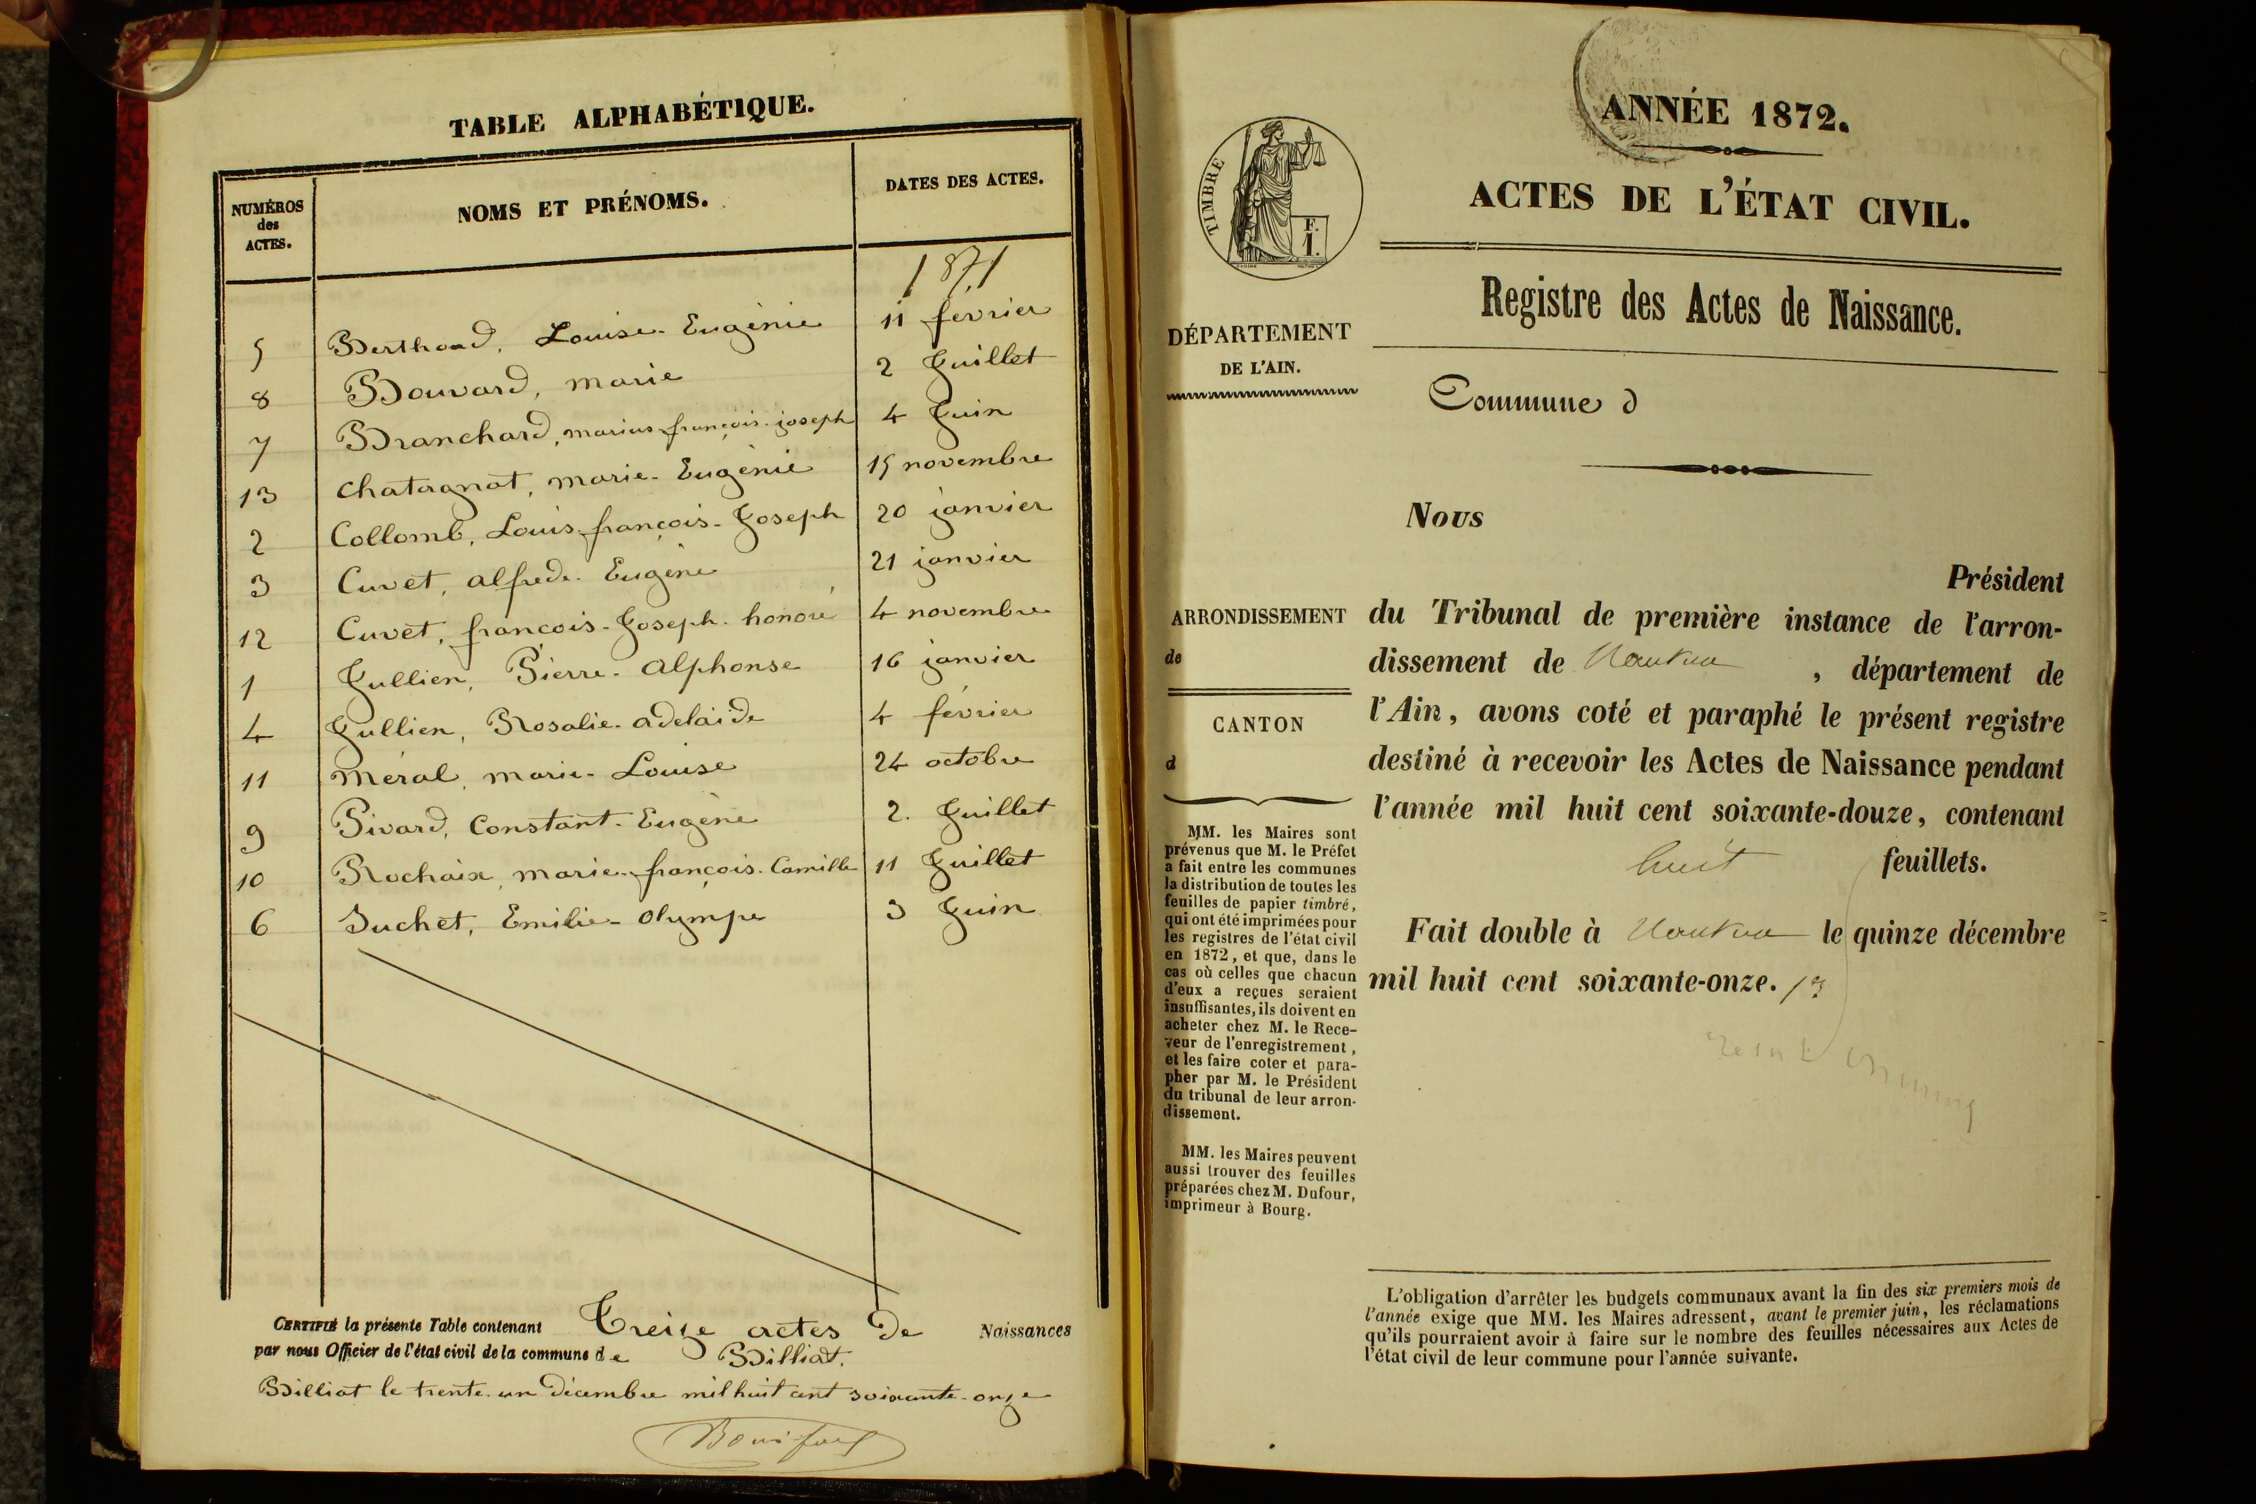 TABLE ALPHABÉTIQUE.
NUMÉROS des ACTES. NOMS ET PRÉNOMS. DATES DES ACTES.
1871
5 Berthoud, Louise-Eugénie 11 février
8 Bouvard, marie 2 Juillet
7 Branchard, marius-françois-joseph 4 Juin
13 Chatagnat, marie-Eugénie 15 novembre
2 Collomb, Louis-françois-Joseph 20 janvier
3 Cuvet, alfred-Eugène 21 janvier
12 Cuvet, françois-Joseph-honoré 4 novembre
1 Jullien, Pierre-Alphonse 16 janvier
4 Jullien, Rosalie-adelaïde 4 février
11 méral, marie-Louise 24 octobre
9 Pivard, Constant-Eugène 2. Juillet
10 Rochaix, marie-françois-Camille 11 Juillet
6 Suchet, Emilie-Olympe 3 Juin
CERTIFIÉ la présente Table contenant Treize actes de Naissances
par nous Officier de l'état civil de la commune de Billiat.
Billiat le trente-un Décembre mil huit cent soixante-onze
ANNÉE 1872.
ACTES DE L'ÉTAT CIVIL.
TIMBRE
F.
1.
Registre des Actes de Naissance.
DÉPARTEMENT
DE L'AIN.
Commune d
Nous
Président
du Tribunal de première instance de l'arron-
dissement de Nantua, département de
l'Ain, avons coté et paraphé le présent registre
destiné à recevoir les Actes de Naissance pendant
l'année mil huit cent soixante-douze, contenant
huit feuillets.
Fait double à Nantua le quinze décembre
mil huit cent soixante-onze.
ARRONDISSEMENT
de
CANTON
d
MM. les Maires sont
prévenus que M. le Préfet
a fait entre les communes
la distribution de toutes les
feuilles de papier timbré,
qui ont été imprimées pour
les registres de l'état civil
en 1872, et que, dans le
cas où celles que chacun
d'eux a reçues seraient
insuffisantes, ils doivent en
acheter chez M. le Rece-
veur de l'enregistrement,
et les faire coter et para-
pher par M. le Président
du tribunal de leur arron-
dissement.
MM. les Maires peuvent
aussi trouver des feuilles
préparées chez M. Dufour,
imprimeur à Bourg.
L'obligation d'arrêter les budgets communaux avant la fin des six premiers mois de
l'année exige que MM. les Maires adressent, avant le premier juin, les réclamations
qu'ils pourraient avoir à faire sur le nombre des feuilles nécessaires aux Actes de
l'état civil de leur commune pour l'année suivante.